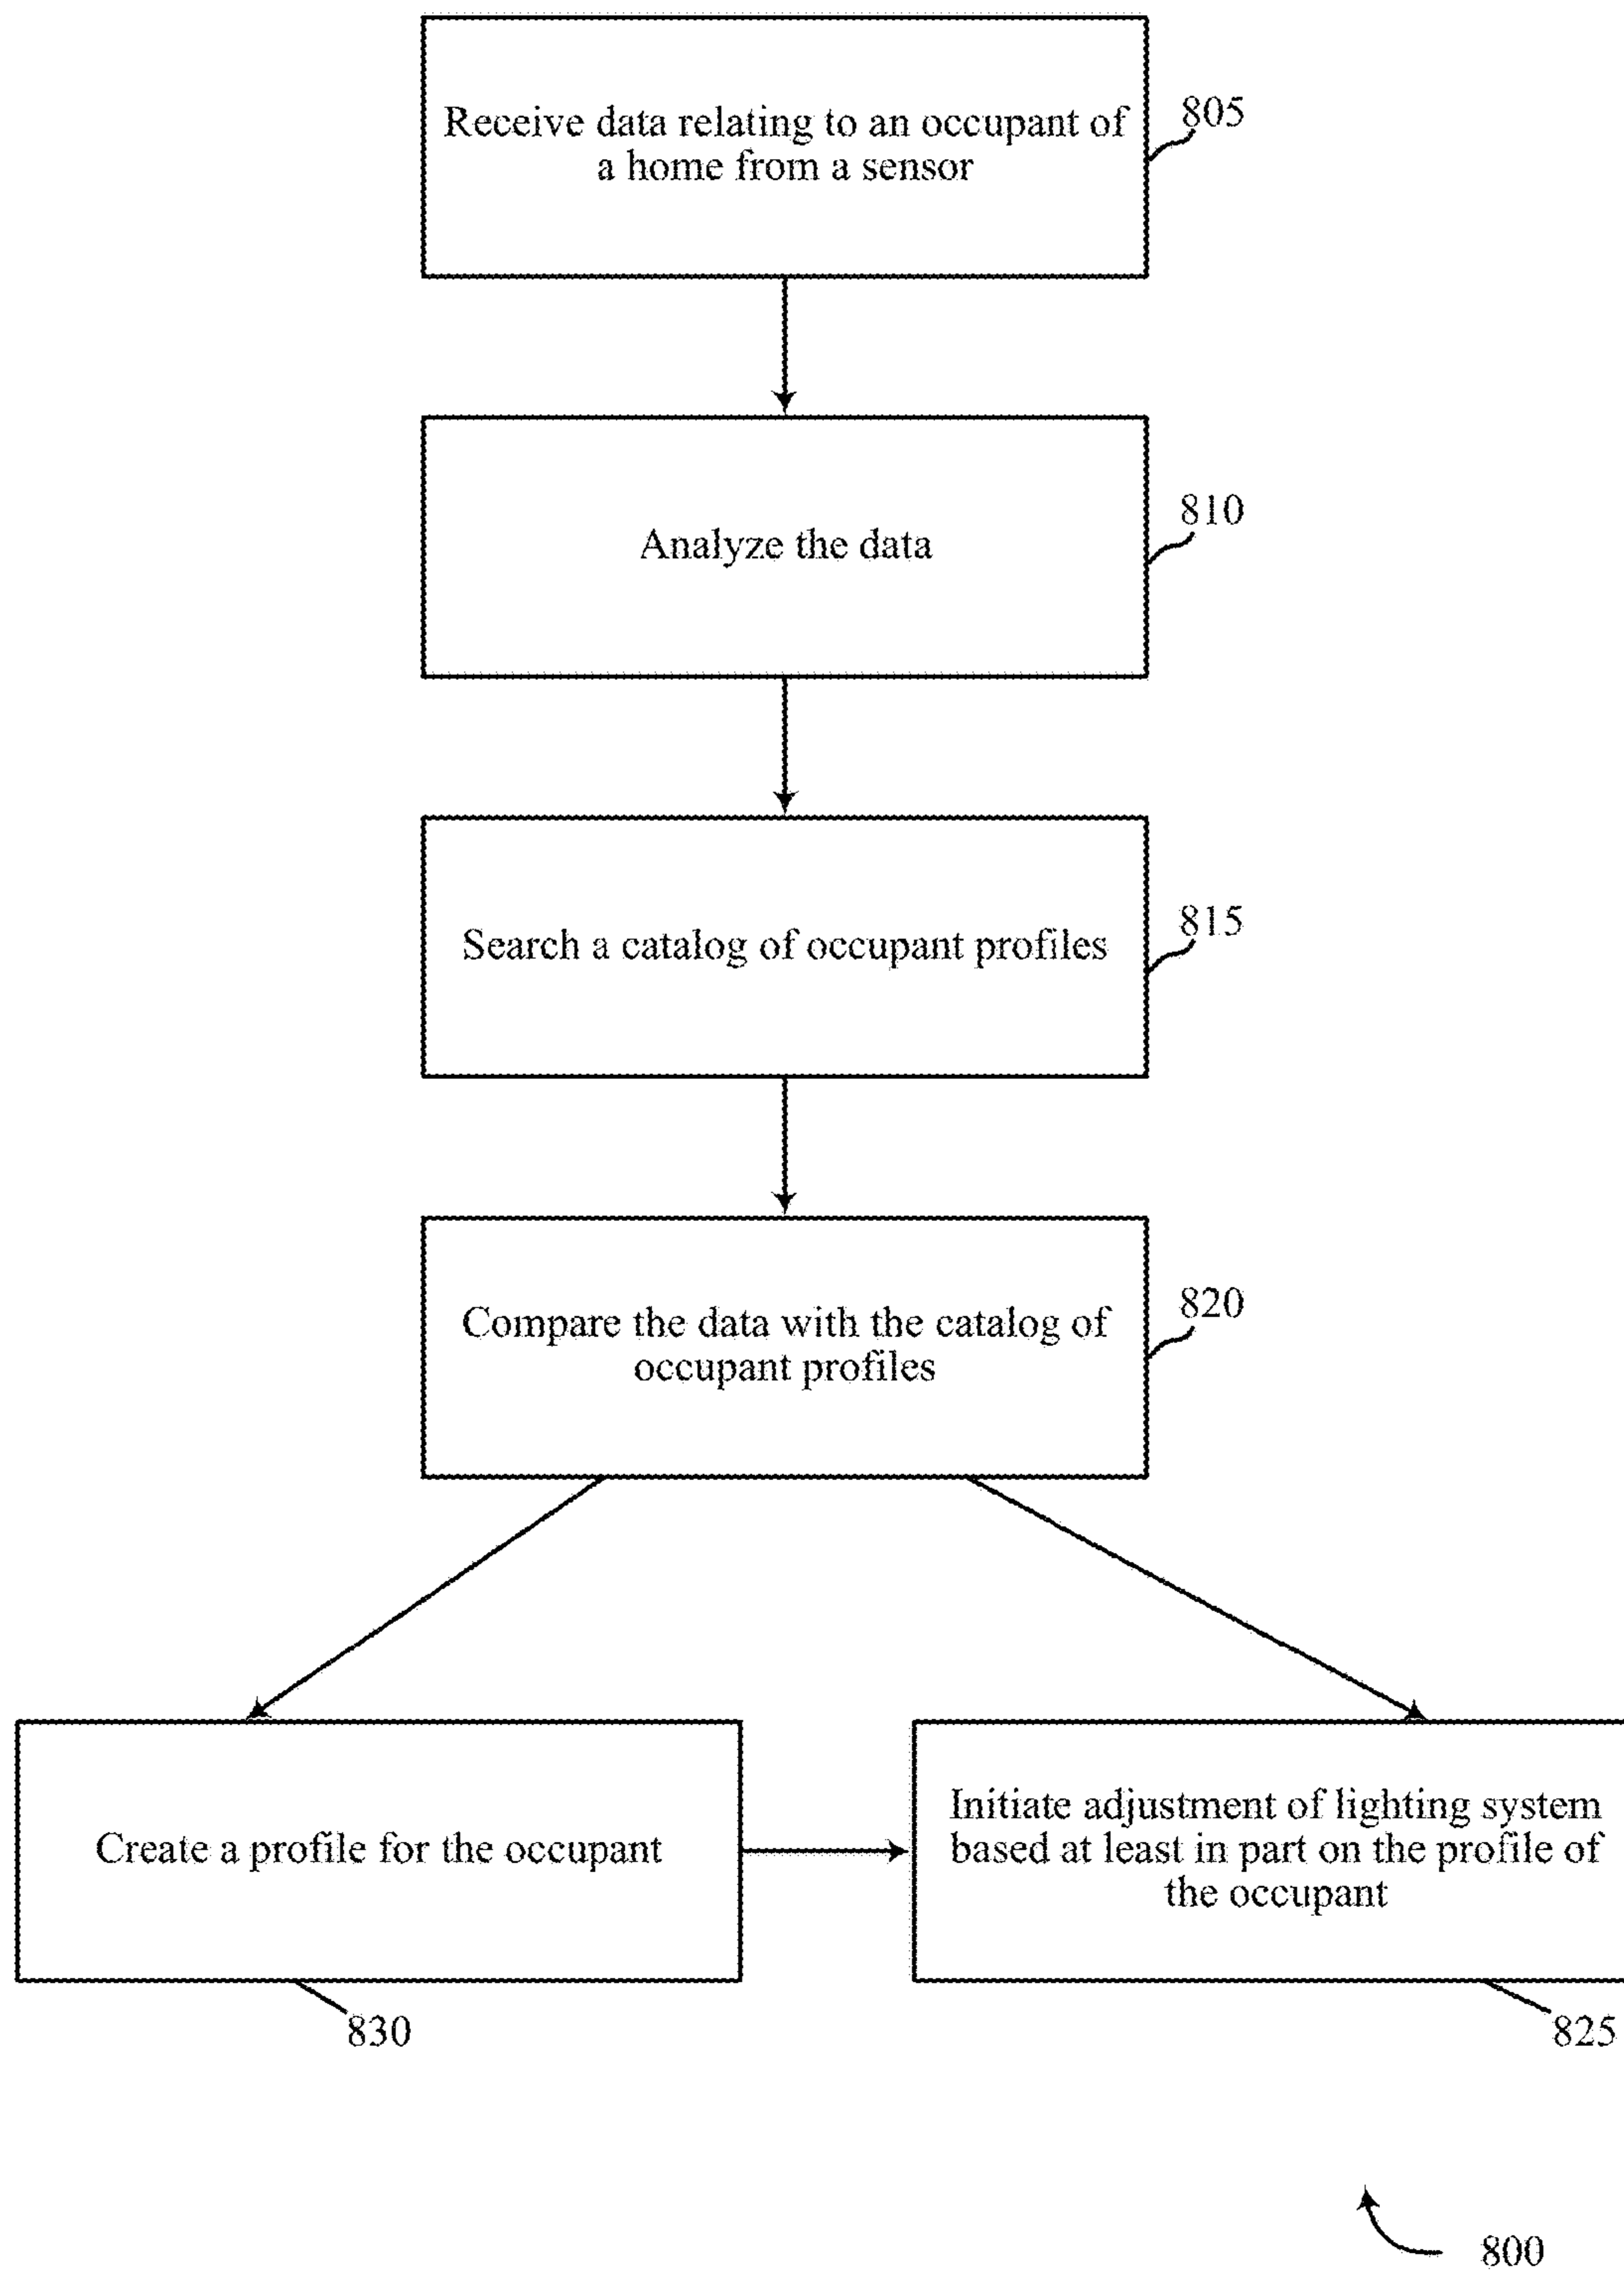 Receive data relating to an occupant of
a home from a sensor
805
Analyze the data
810
Search a catalog of occupant profiles
815
Compare the data with the catalog of
occupant profiles
820
Create a profile for the occupant
830
Initiate adjustment of lighting system
based at least in part on the profile of
the occupant
825
800